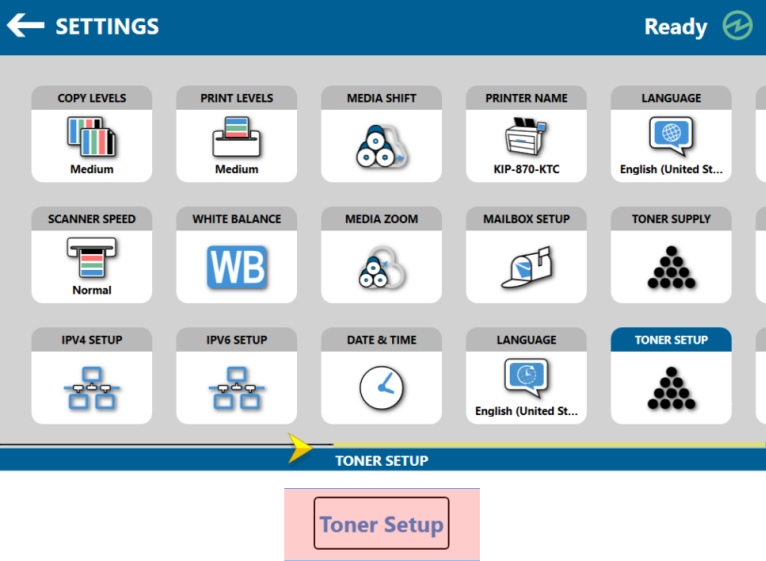 SETTINGS
Ready
COPY LEVELS
Medium
PRINT LEVELS
Medium
MEDIA SHIFT
PRINTER NAME
KIP-870-KTC
LANGUAGE
English (United St...
SCANNER SPEED
Normal
WHITE BALANCE
WB
MEDIA ZOOM
MAILBOX SETUP
TONER SUPPLY
IPV4 SETUP
IPV6 SETUP
DATE & TIME
LANGUAGE
English (United St...
TONER SETUP
TONER SETUP
Toner Setup